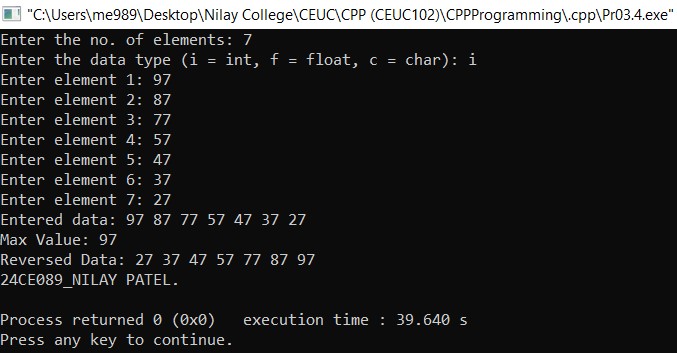 "C:\Users\me989\Desktop\Nilay College\CEUC\CPP (CEUC102)\CPPProgramming\.cpp\Pr03.4.exe"
Enter the no. of elements: 7
Enter the data type (i = int, f = float, c = char): i
Enter element 1: 97
Enter element 2: 87
Enter element 3: 77
Enter element 4: 57
Enter element 5: 47
Enter element 6: 37
Enter element 7: 27
Entered data: 97 87 77 57 47 37 27
Max Value: 97
Reversed Data: 27 37 47 57 77 87 97
24CE089_NILAY PATEL.
Process returned 0 (0x0)   execution time : 39.640 s
Press any key to continue.